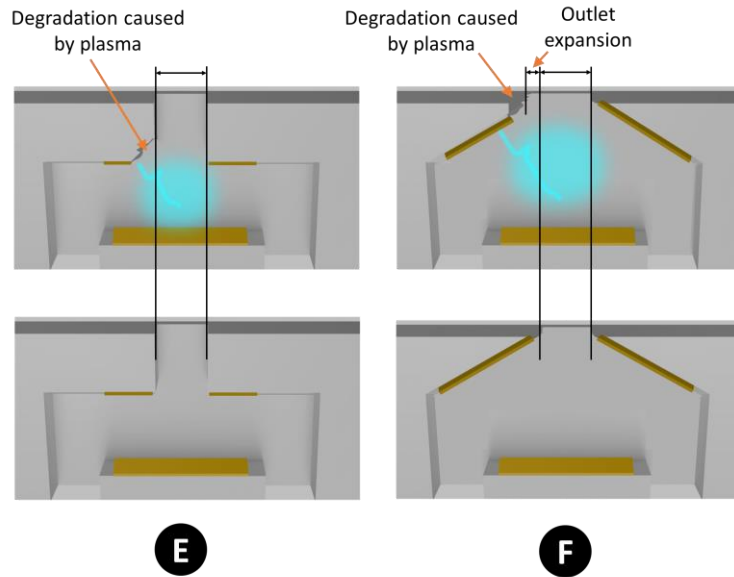 Degradation caused
by plasma
Degradation caused
by plasma
Outlet
expansion
E
F